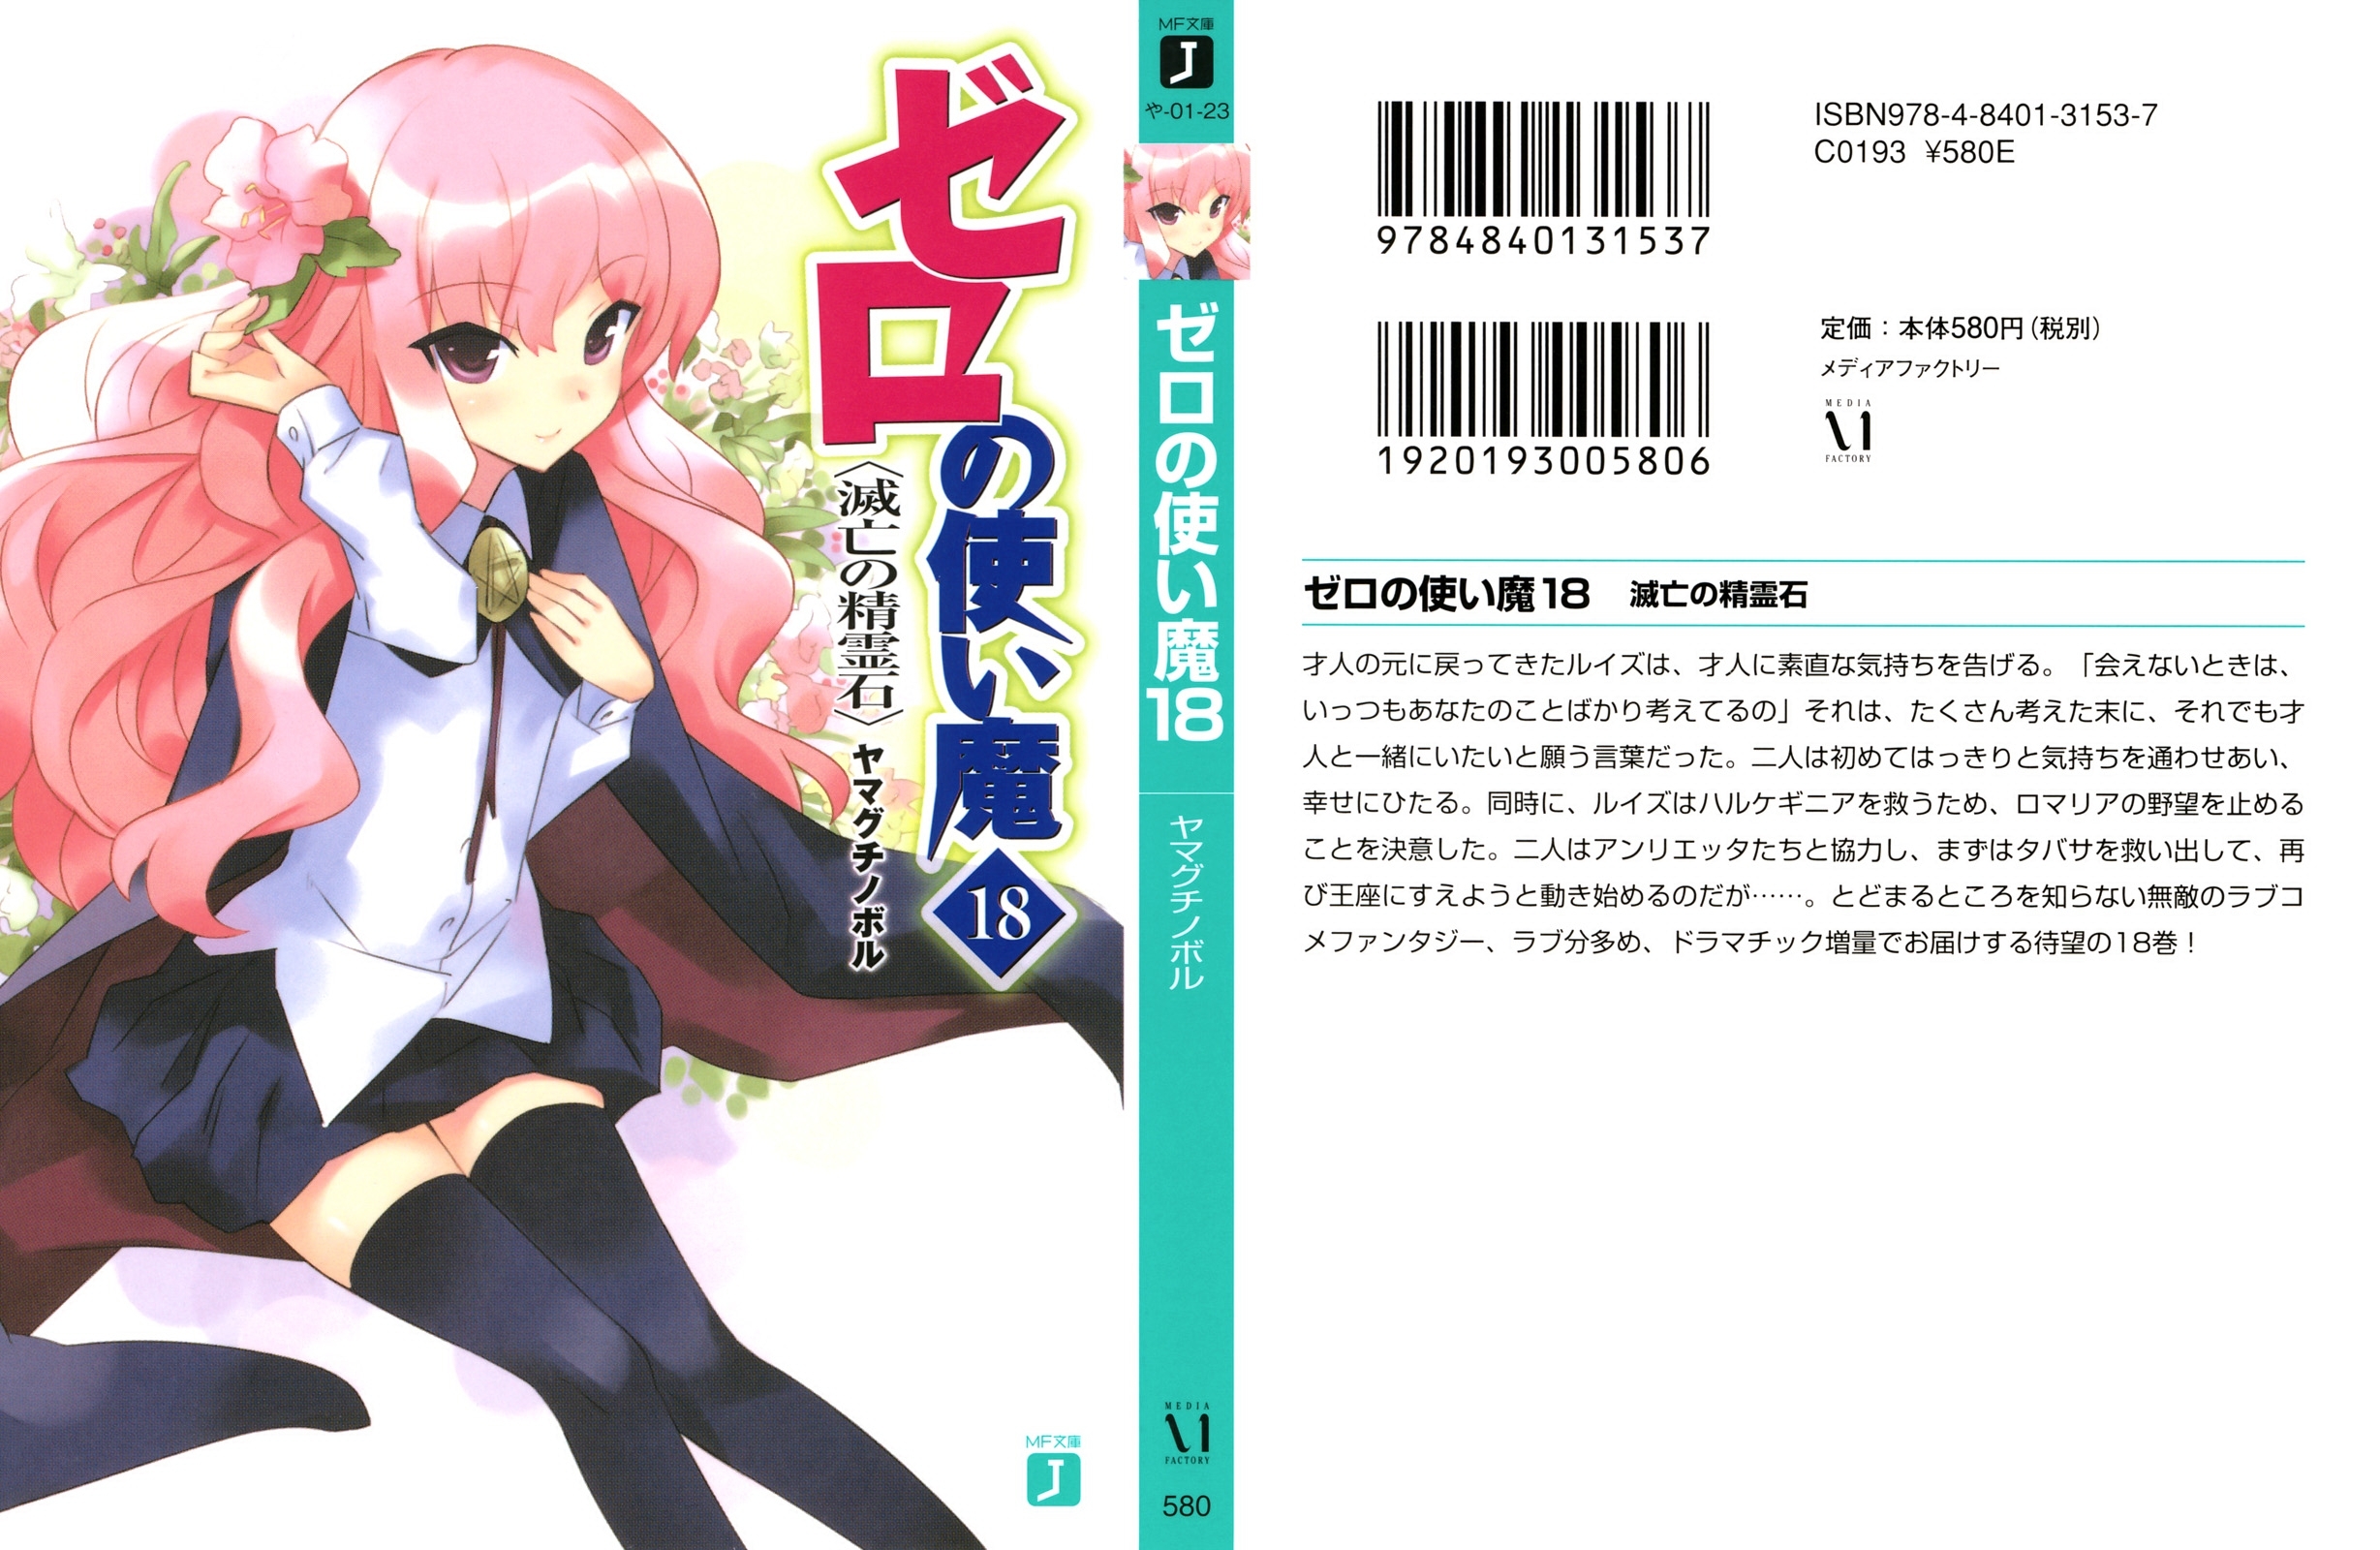 ゼロの使い魔
18
〈滅亡の精霊石〉
ヤマグチノボル
MF文庫
J
MF文庫
J
や-01-23
ゼロの使い魔
18
ヤマグチノボル
MEDIA
FACTORY
580
9784840131537
ISBN978-4-8401-3153-7
C0193 ¥580E
1920193005806
定価：本体580円（税別）
メディアファクトリー
MEDIA
FACTORY
ゼロの使い魔18 滅亡の精霊石
才人の元に戻ってきたルイズは、才人に素直な気持ちを告げる。「会えないときは、
いっつもあなたのことばかり考えてるの」それは、たくさん考えた末に、それでも才
人と一緒にいたいと願う言葉だった。二人は初めてはっきりと気持ちを通わせあい、
幸せにひたる。同時に、ルイズはハルケギニアを救うため、ロマリアの野望を止める
ことを決意した。二人はアンリエッタたちと協力し、まずはタバサを救い出して、再
び王座にすえようと動き始めるのだが……。とどまるところを知らない無敵のラブコ
メファンタジー、ラブ分多め、ドラマチック増量でお届けする待望の18巻！